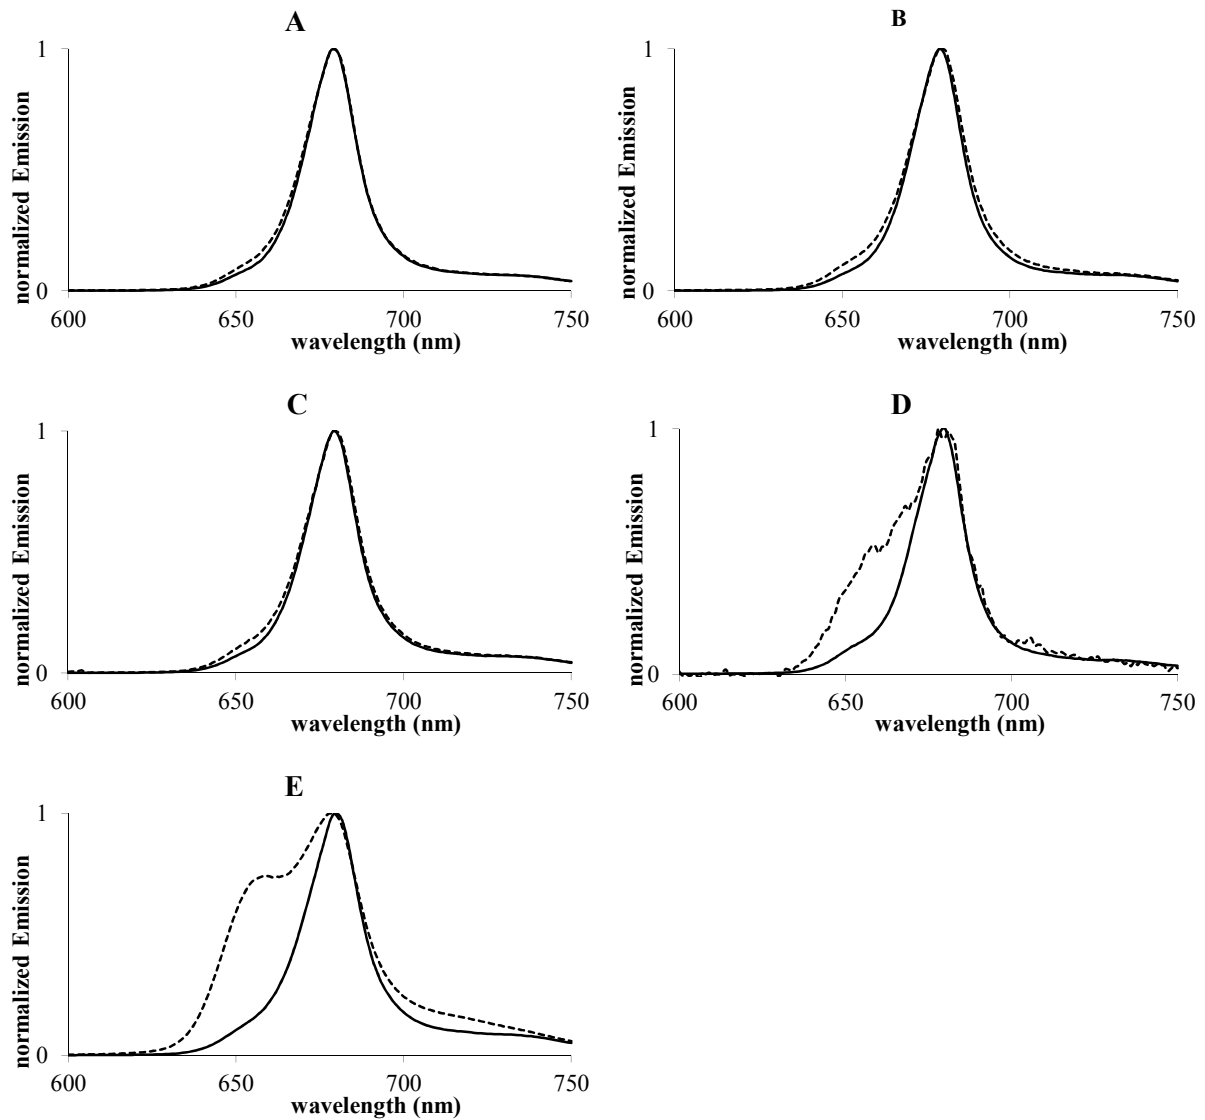 A
1
normalized Emission
0
600 650 700 750
wavelength (nm)
B
1
normalized Emission
0
600 650 700 750
wavelength (nm)
C
1
normalized Emission
0
600 650 700 750
wavelength (nm)
D
1
normalized Emission
0
600 650 700 750
wavelength (nm)
E
1
normalized Emission
0
600 650 700 750
wavelength (nm)